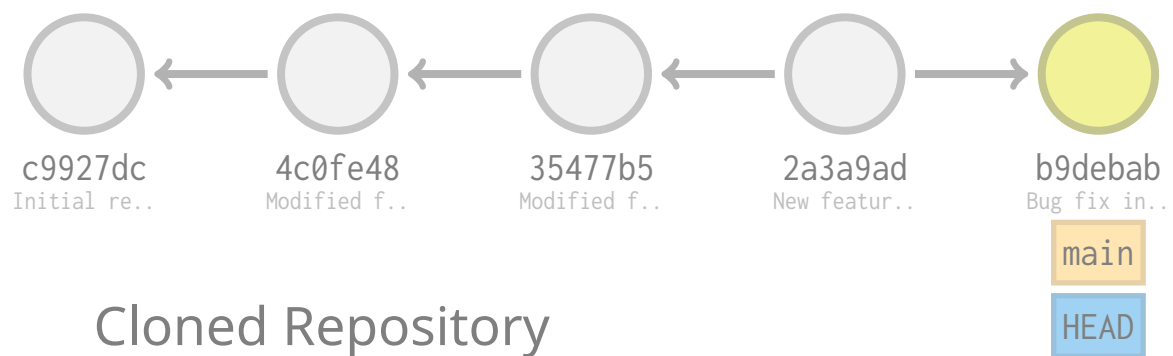 c9927dc 4c0fe48 35477b5 2a3a9ad b9debab
Initial re.. Modified f.. Modified f.. New featur.. Bug fix in..
main
Cloned Repository
HEAD